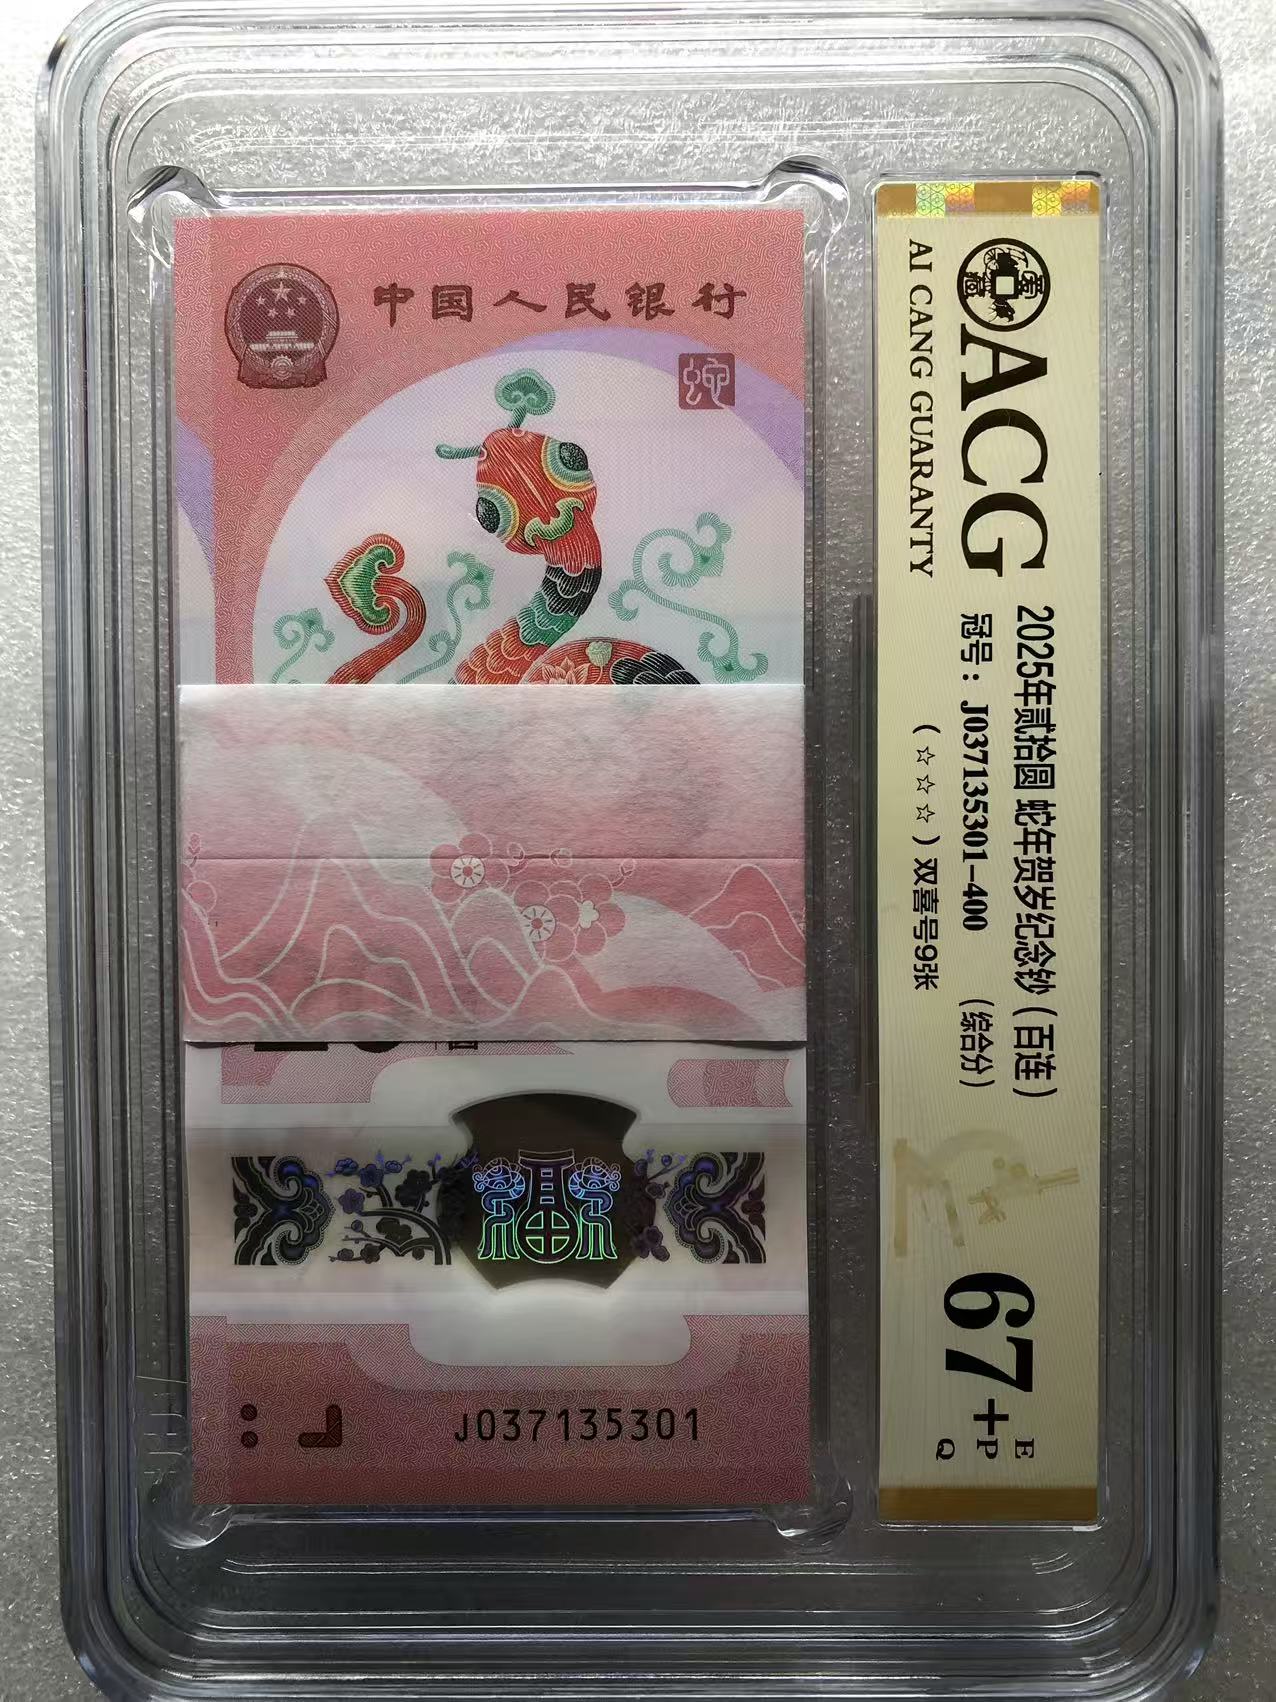 中国人民银行
蛇
J037135301
爱藏
ACG
AI CANG GUARANTY
2025年贰拾圆 蛇年贺岁纪念钞（百连）
冠号：J037135301-400 （综合分）
（☆☆☆）双喜号9张
67+
E
P
Q